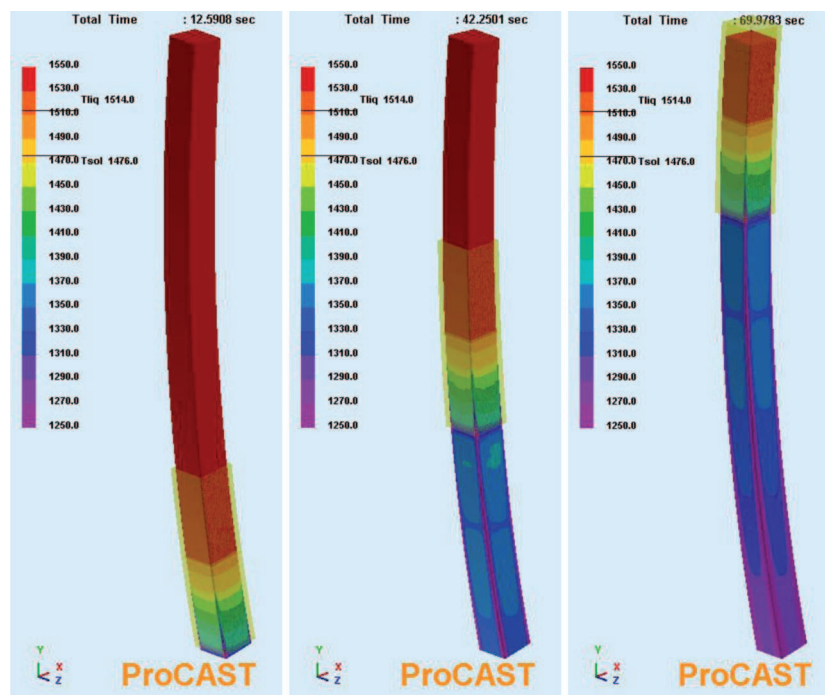 Total Time : 12.5908 sec
1550.0
1530.0
Tliq 1514.0
1510.0
1490.0
1470.0
Tsol 1476.0
1450.0
1430.0
1410.0
1390.0
1370.0
1350.0
1330.0
1310.0
1290.0
1270.0
1250.0
Y
X
Z
ProCAST
Total Time : 42.2501 sec
1550.0
1530.0
Tliq 1514.0
1510.0
1490.0
1470.0
Tsol 1476.0
1450.0
1430.0
1410.0
1390.0
1370.0
1350.0
1330.0
1310.0
1290.0
1270.0
1250.0
Y
X
Z
ProCAST
Total Time : 69.9783 sec
1550.0
1530.0
Tliq 1514.0
1510.0
1490.0
1470.0
Tsol 1476.0
1450.0
1430.0
1410.0
1390.0
1370.0
1350.0
1330.0
1310.0
1290.0
1270.0
1250.0
Y
X
Z
ProCAST